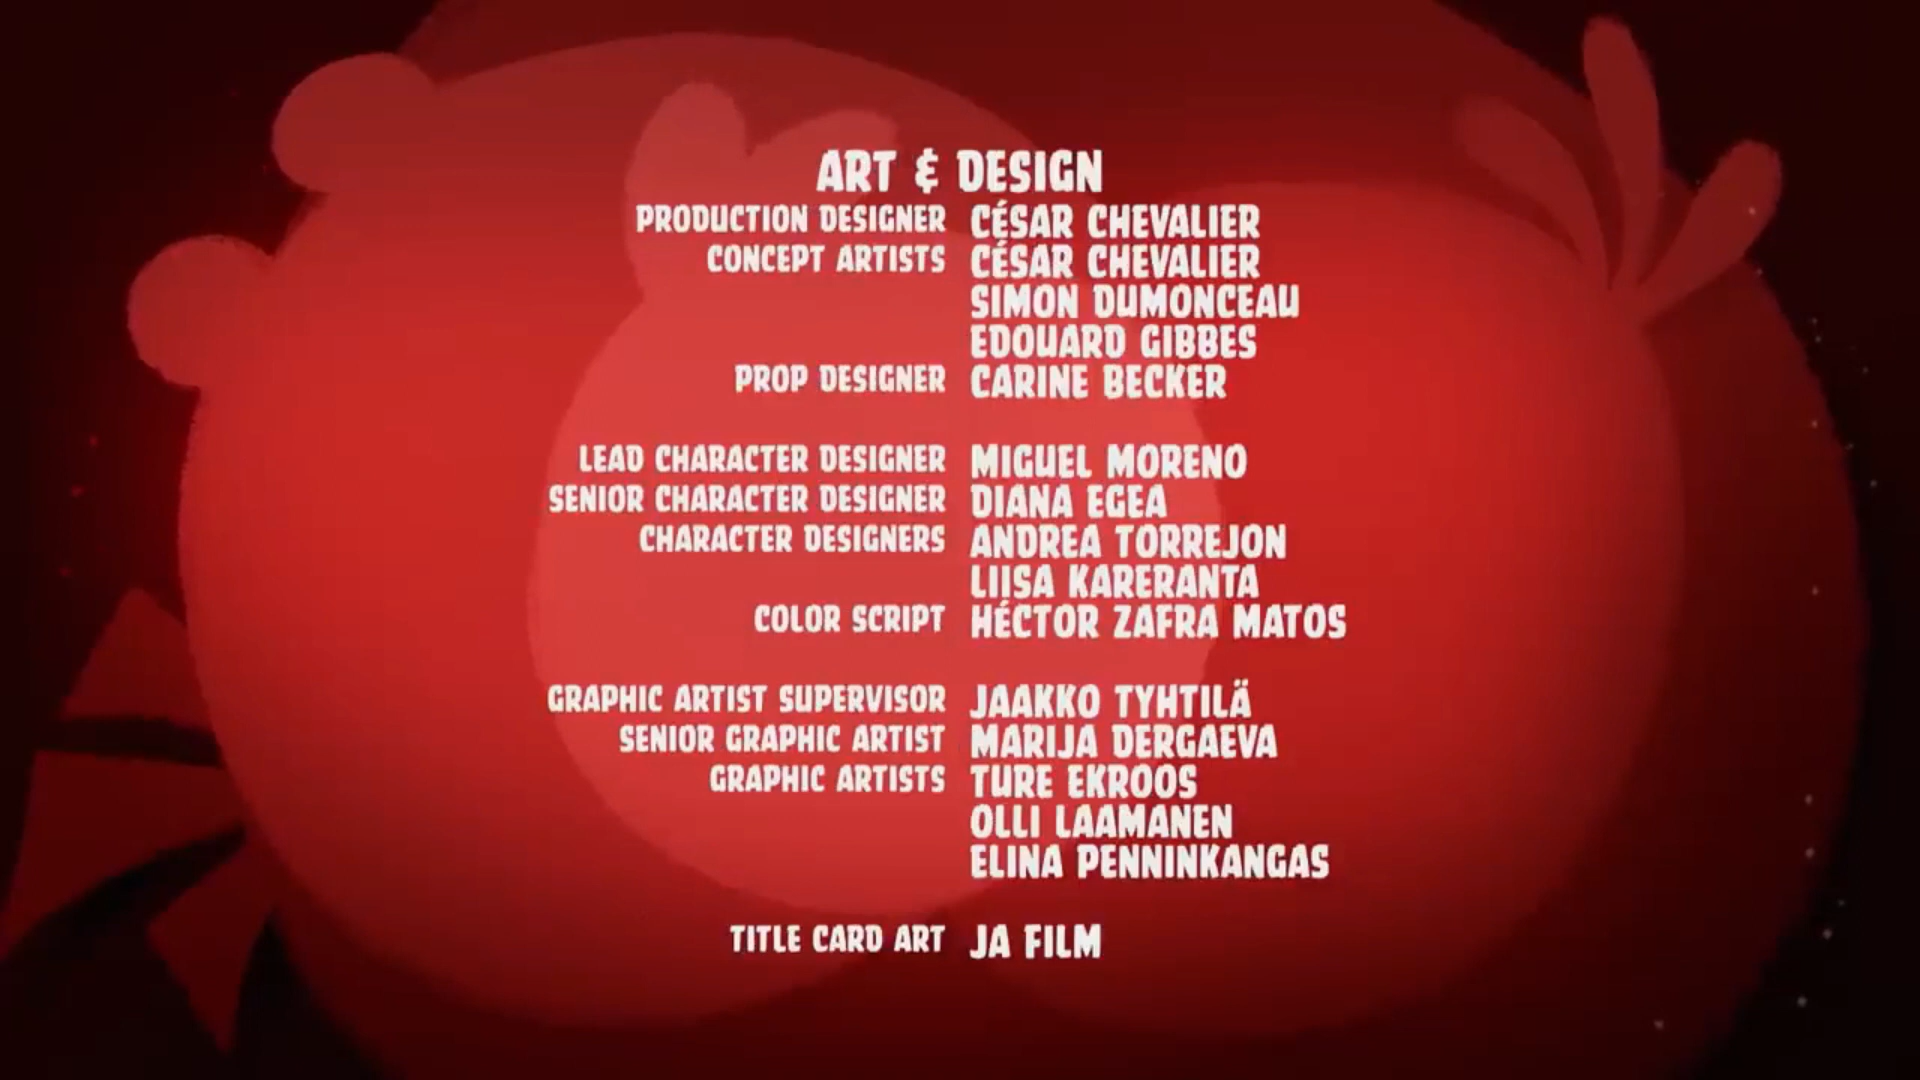 ART & DESIGN
PRODUCTION DESIGNER CÉSAR CHEVALIER
CONCEPT ARTISTS CÉSAR CHEVALIER
SIMON DUMONCEAU
EDOUARD GIBBES
PROP DESIGNER CARINE BECKER
LEAD CHARACTER DESIGNER MIGUEL MORENO
SENIOR CHARACTER DESIGNER DIANA EGEA
CHARACTER DESIGNERS ANDREA TORREJON
LIISA KARERANTA
COLOR SCRIPT HÉCTOR ZAFRA MATOS
GRAPHIC ARTIST SUPERVISOR JAAKKO TYHTILÄ
SENIOR GRAPHIC ARTIST MARIJA DERGAEVA
GRAPHIC ARTISTS TURE EKROOS
OLLI LAAMANEN
ELINA PENNINKANGAS
TITLE CARD ART JA FILM